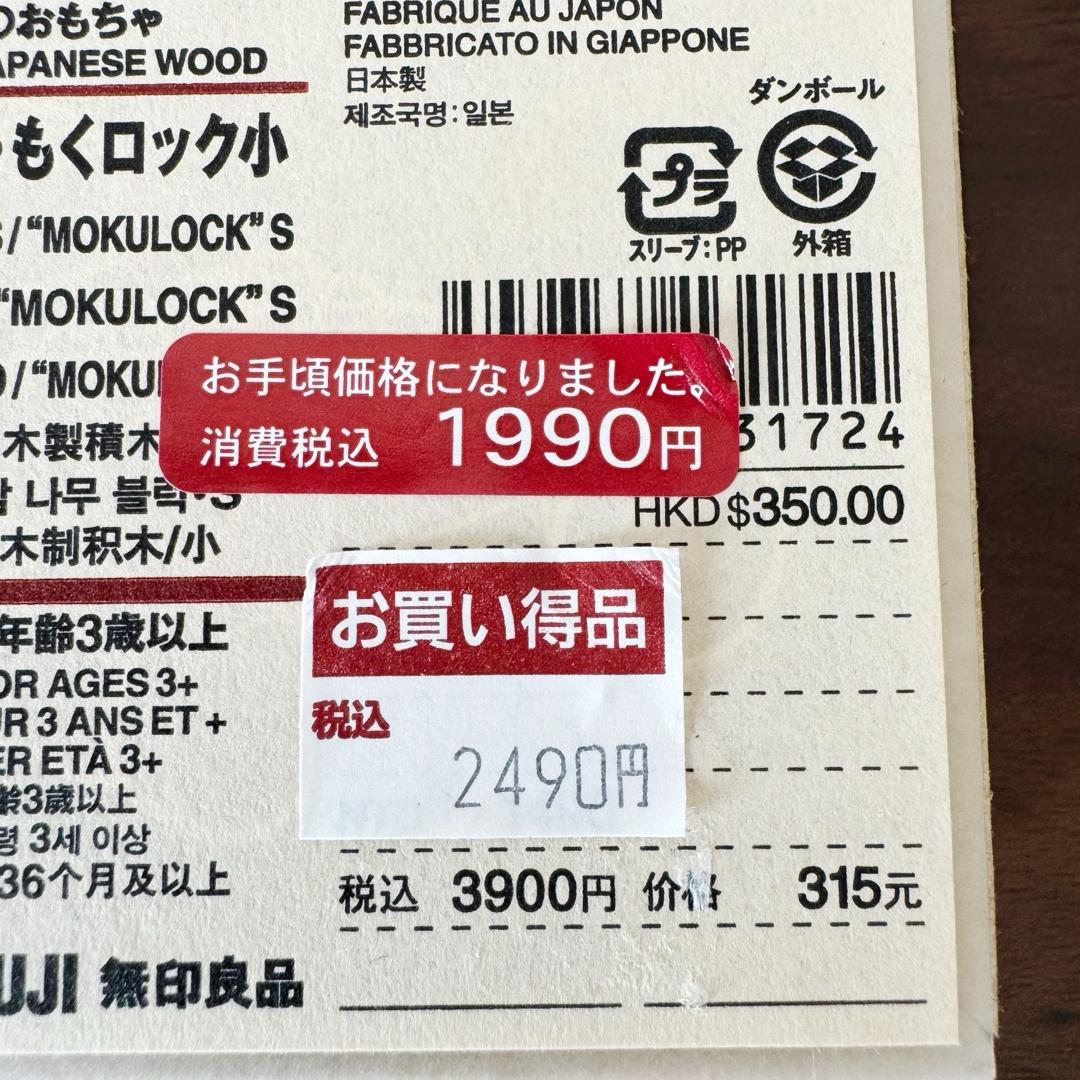 のおもちゃ
APANESE WOOD
もくロック小
S/“MOKULOCK” S
“MOKULOCK” S
O/“MOKU
木製積木
나무 블럭・S
木制积木/小
年齢3歳以上
OR AGES 3+
UR 3 ANS ET +
ER ETÀ 3+
齢3歳以上
령 3세 이상
36个月及以上
UJI 無印良品
FABRIQUE AU JAPON
FABBRICATO IN GIAPPONE
日本製
제조국명:일본
プラ
スリーブ:PP
ダンボール
外箱
お手頃価格になりました。
消費税込 1990円
31724
HKD $350.00
お買い得品
税込
2490円
税込 3900円 价格 315元